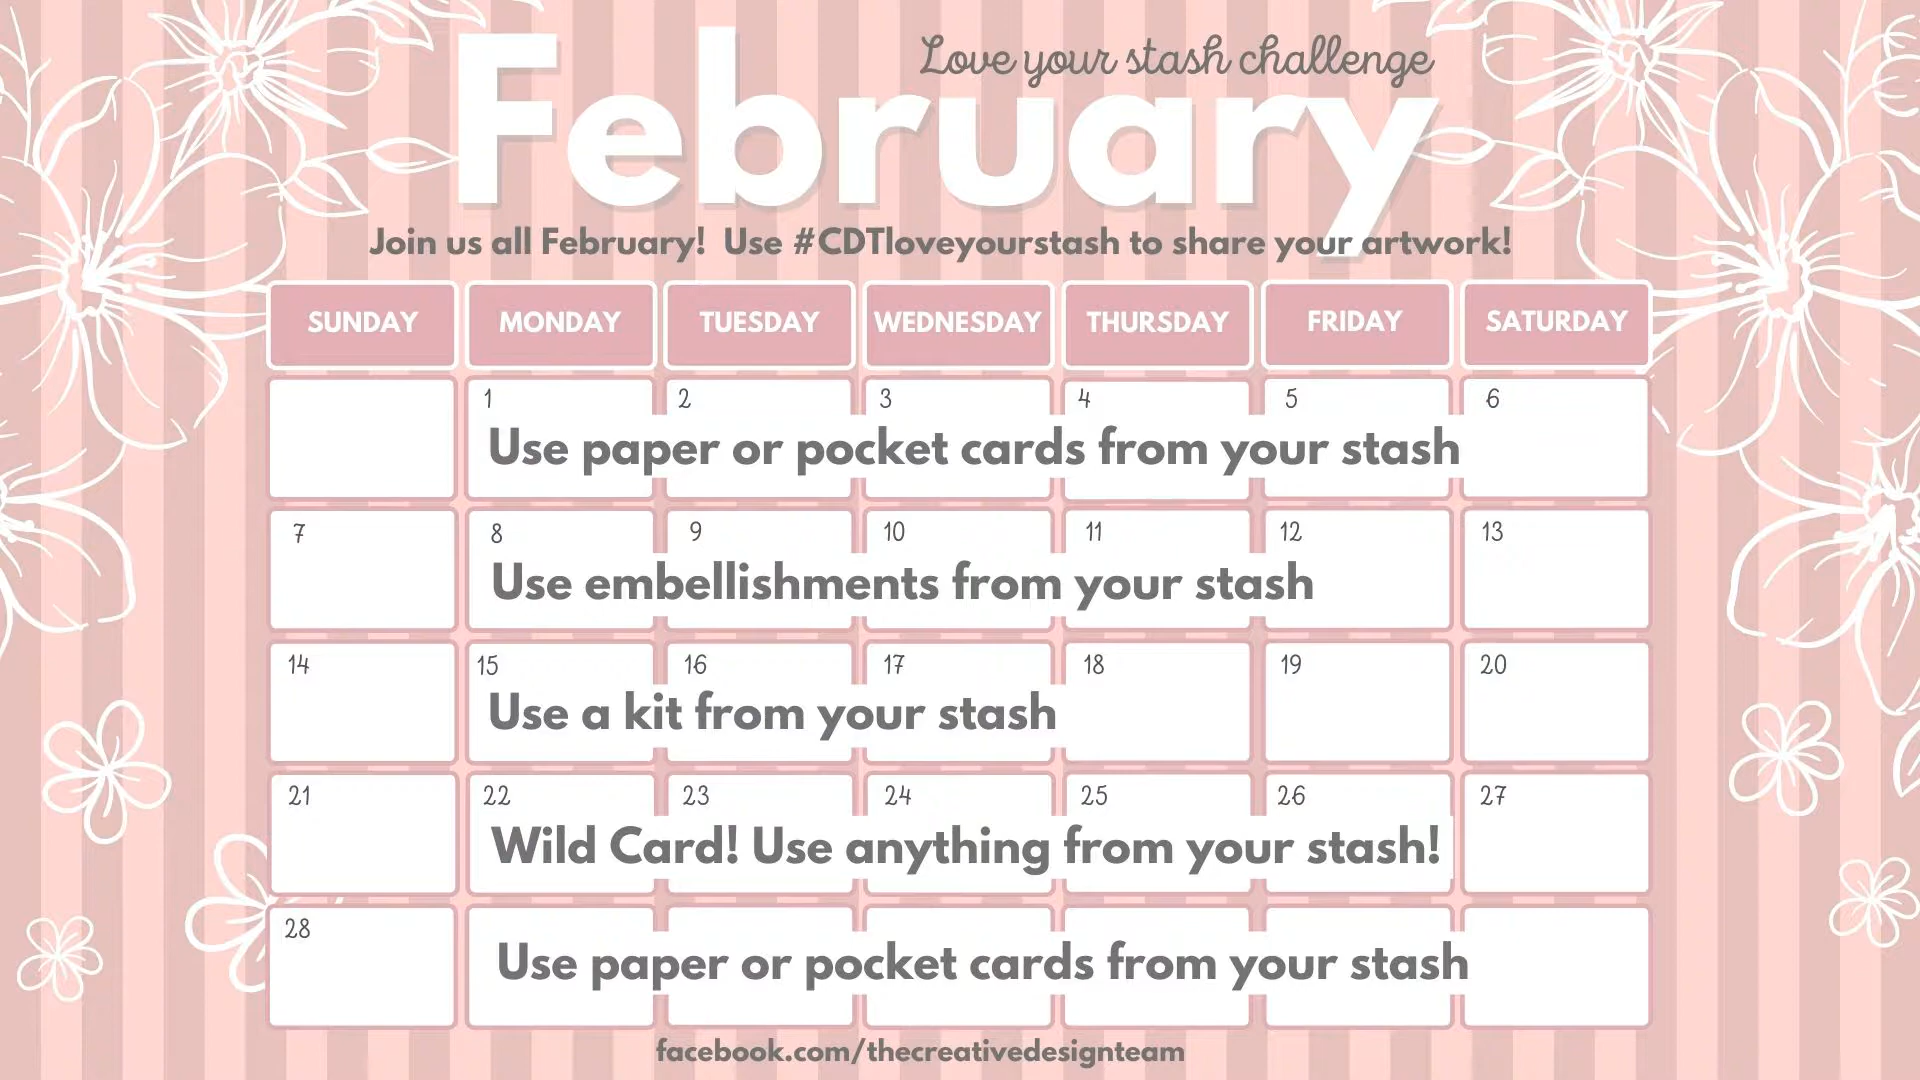 Love your stash challenge
February
Join us all February! Use #CDTloveyourstash to share your artwork!
SUNDAY MONDAY TUESDAY WEDNESDAY THURSDAY FRIDAY SATURDAY
1 2 3 4 5 6
Use paper or pocket cards from your stash
7 8 9 10 11 12 13
Use embellishments from your stash
14 15 16 17 18 19 20
Use a kit from your stash
21 22 23 24 25 26 27
Wild Card! Use anything from your stash!
28
Use paper or pocket cards from your stash
facebook.com/thecreativedesignteam